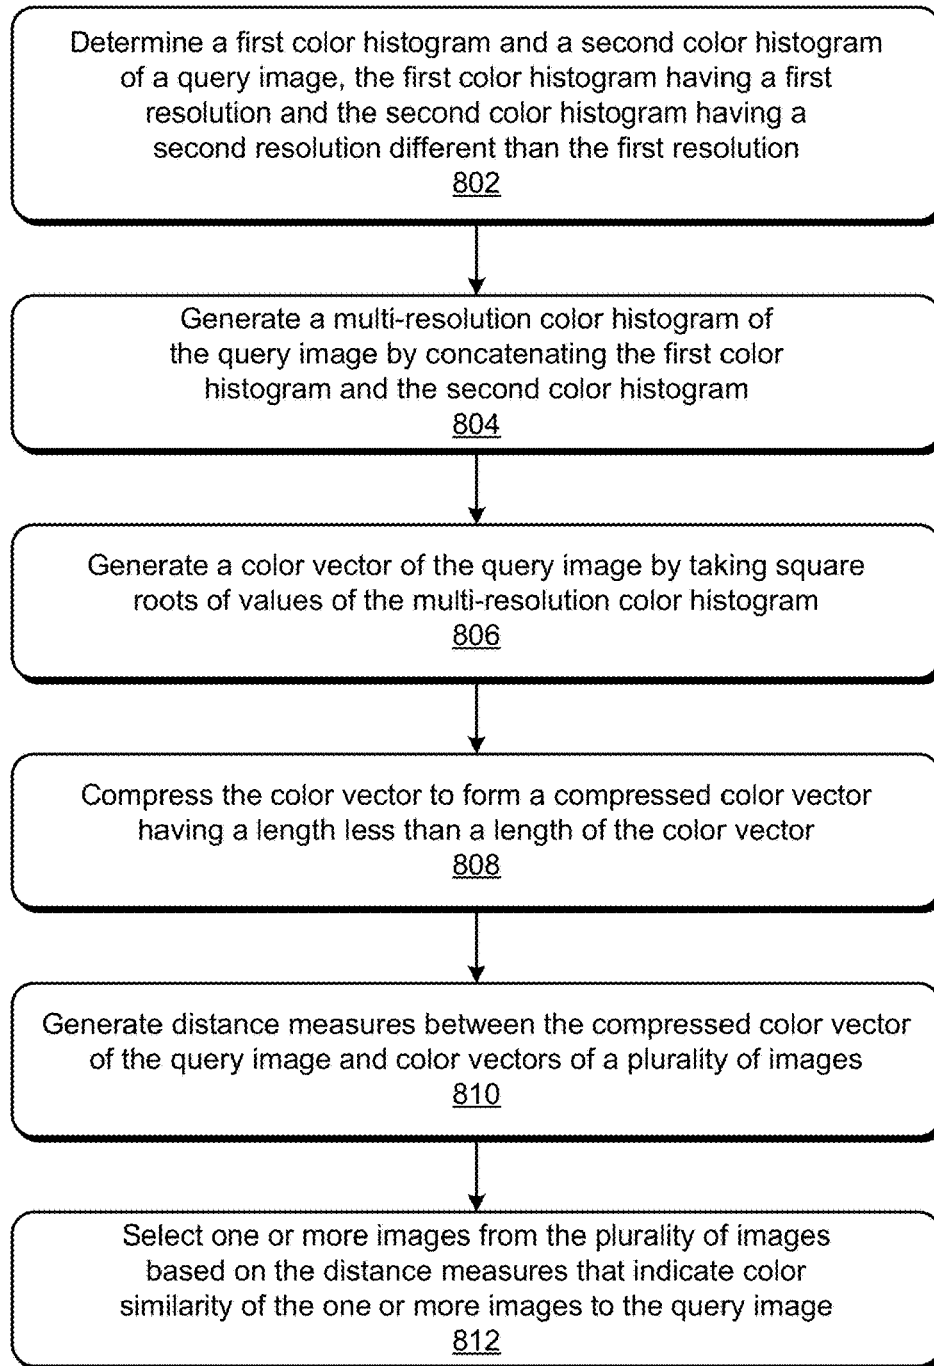 Determine a first color histogram and a second color histogram
of a query image, the first color histogram having a first
resolution and the second color histogram having a
second resolution different than the first resolution
802
Generate a multi-resolution color histogram of
the query image by concatenating the first color
histogram and the second color histogram
804
Generate a color vector of the query image by taking square
roots of values of the multi-resolution color histogram
806
Compress the color vector to form a compressed color vector
having a length less than a length of the color vector
808
Generate distance measures between the compressed color vector
of the query image and color vectors of a plurality of images
810
Select one or more images from the plurality of images
based on the distance measures that indicate color
similarity of the one or more images to the query image
812